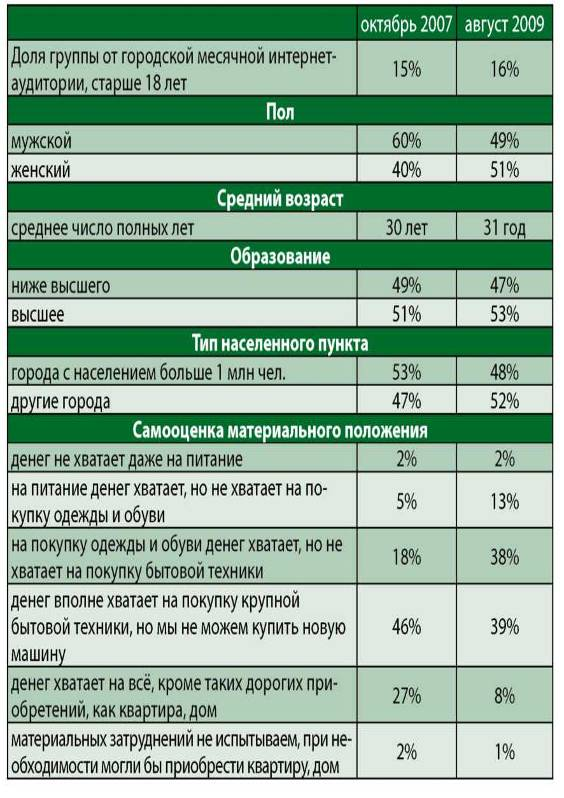 октябрь 2007 август 2009
Доля группы от городской месячной интернет-
аудитории, старше 18 лет 15% 16%
Пол
мужской 60% 49%
женский 40% 51%
Средний возраст
среднее число полных лет 30 лет 31 год
Образование
ниже высшего 49% 47%
высшее 51% 53%
Тип населенного пункта
города с населением больше 1 млн чел. 53% 48%
другие города 47% 52%
Самооценка материального положения
денег не хватает даже на питание 2% 2%
на питание денег хватает, но не хватает на по-
купку одежды и обуви 5% 13%
на покупку одежды и обуви денег хватает, но не
хватает на покупку бытовой техники 18% 38%
денег вполне хватает на покупку крупной
бытовой техники, но мы не можем купить новую 46% 39%
машину
денег хватает на всё, кроме таких дорогих при-
обретений, как квартира, дом 27% 8%
материальных затруднений не испытываем, при не-
обходимости могли бы приобрести квартиру, дом 2% 1%